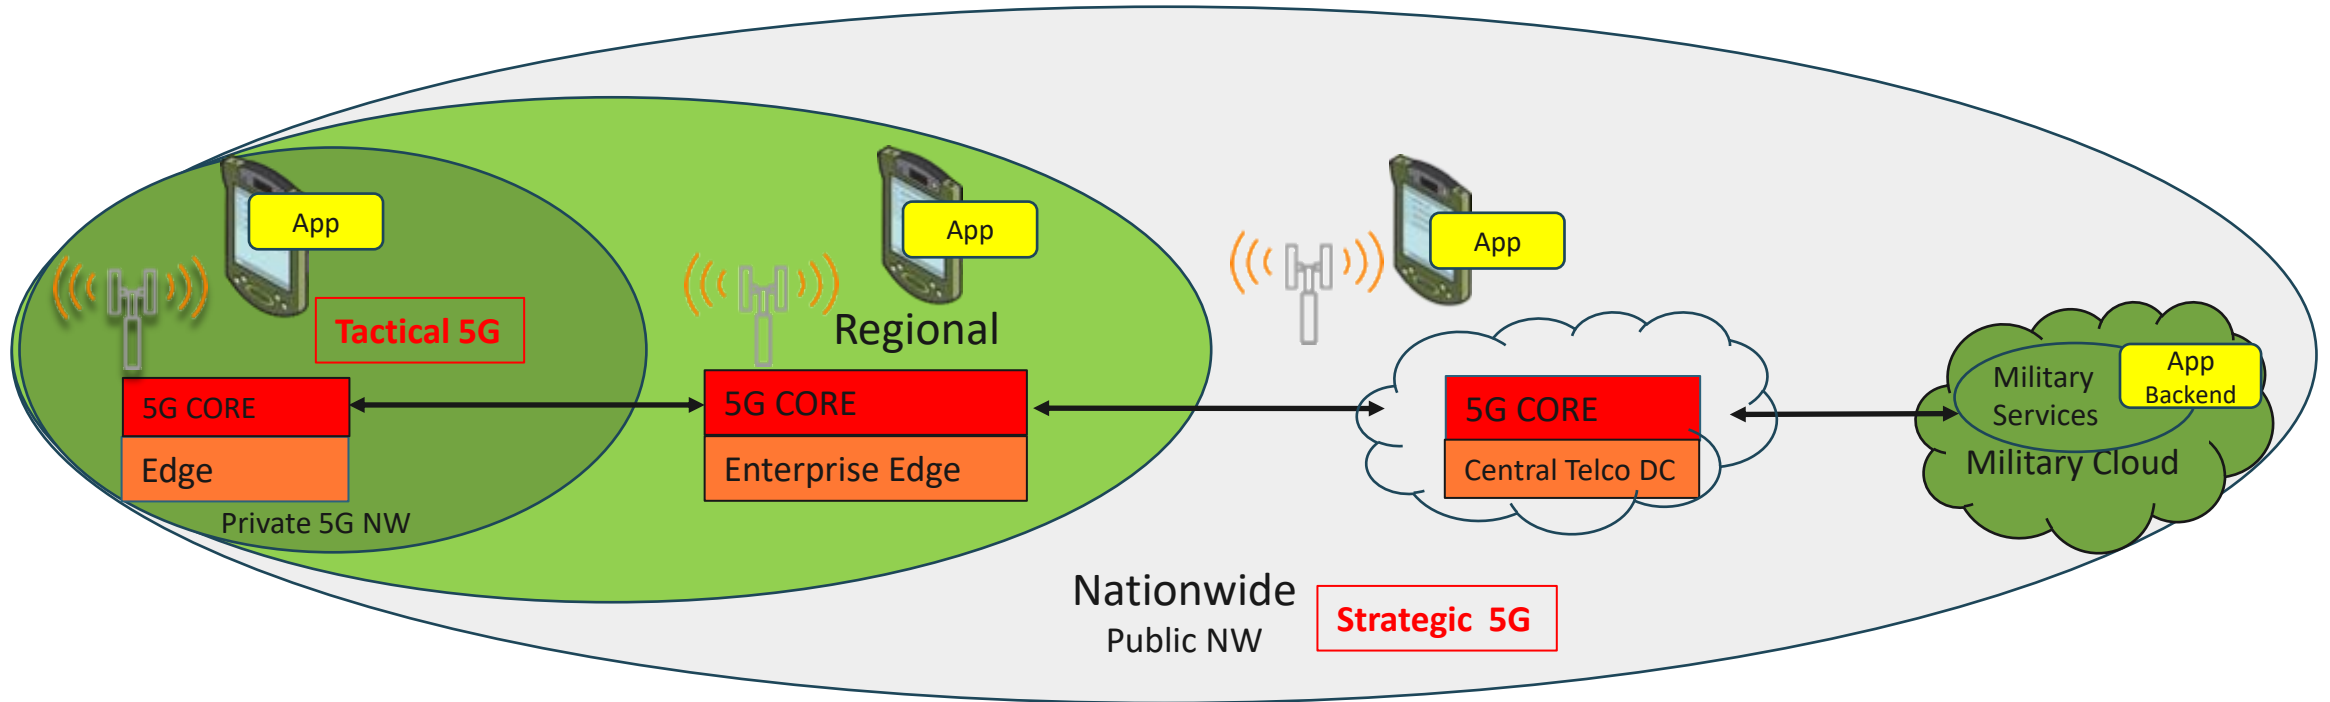 App
Tactical 5G
5G CORE
Edge
Private 5G NW
App
Regional
5G CORE
Enterprise Edge
App
5G CORE
Central Telco DC
Military
Services
App
Backend
Military Cloud
Nationwide
Public NW
Strategic 5G